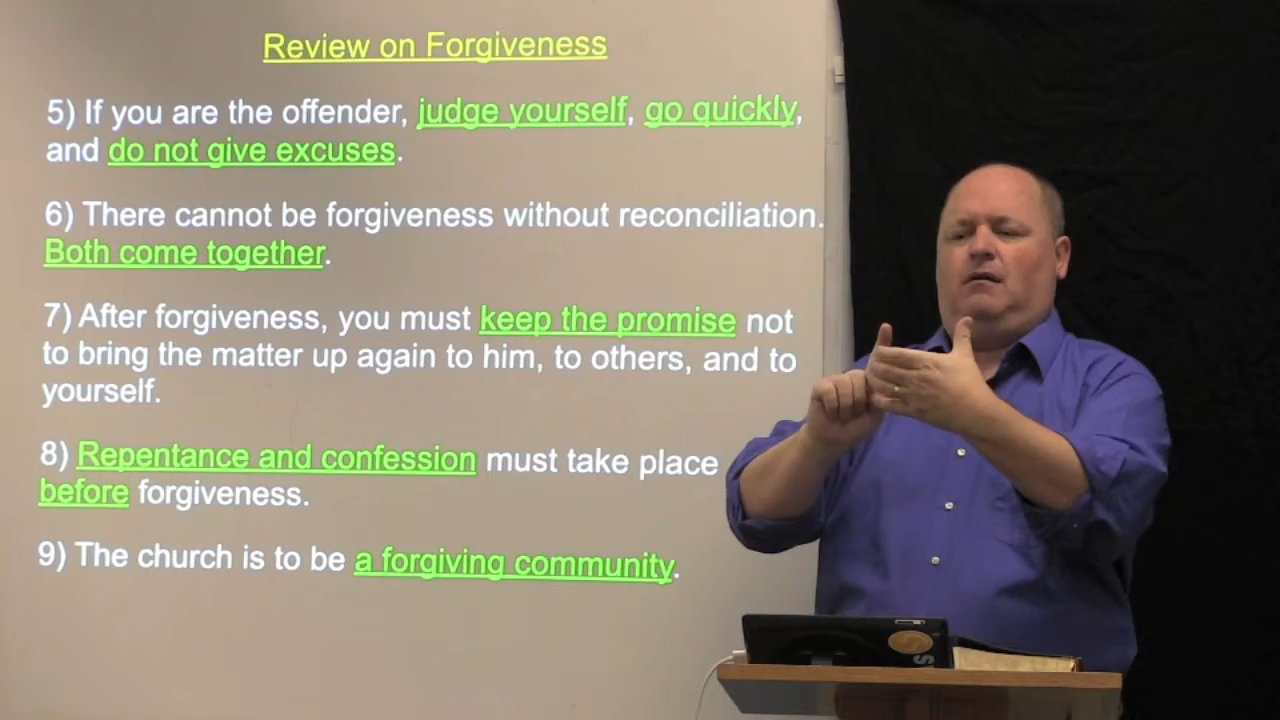 Review on Forgiveness
5) If you are the offender, judge yourself, go quickly,
and do not give excuses.
6) There cannot be forgiveness without reconciliation.
Both come together.
7) After forgiveness, you must keep the promise not
to bring the matter up again to him, to others, and to
yourself.
8) Repentance and confession must take place
before forgiveness.
9) The church is to be a forgiving community.